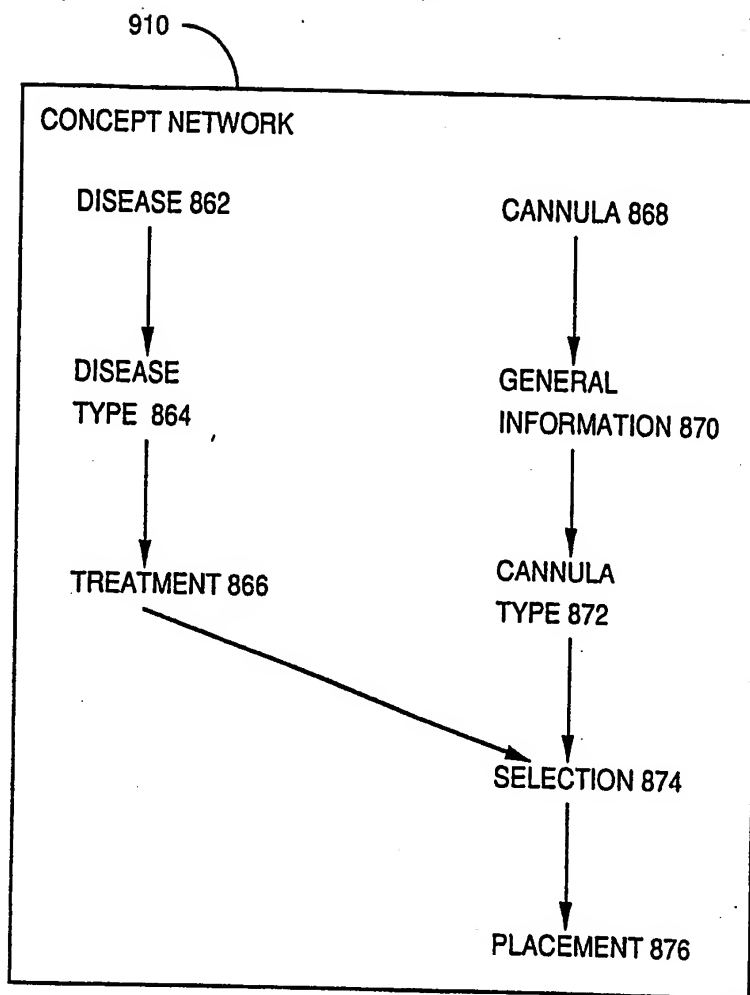 910
CONCEPT NETWORK
DISEASE 862
CANNULA 868
DISEASE
TYPE 864
GENERAL
INFORMATION 870
TREATMENT 866
CANNULA
TYPE 872
SELECTION 874
PLACEMENT 876